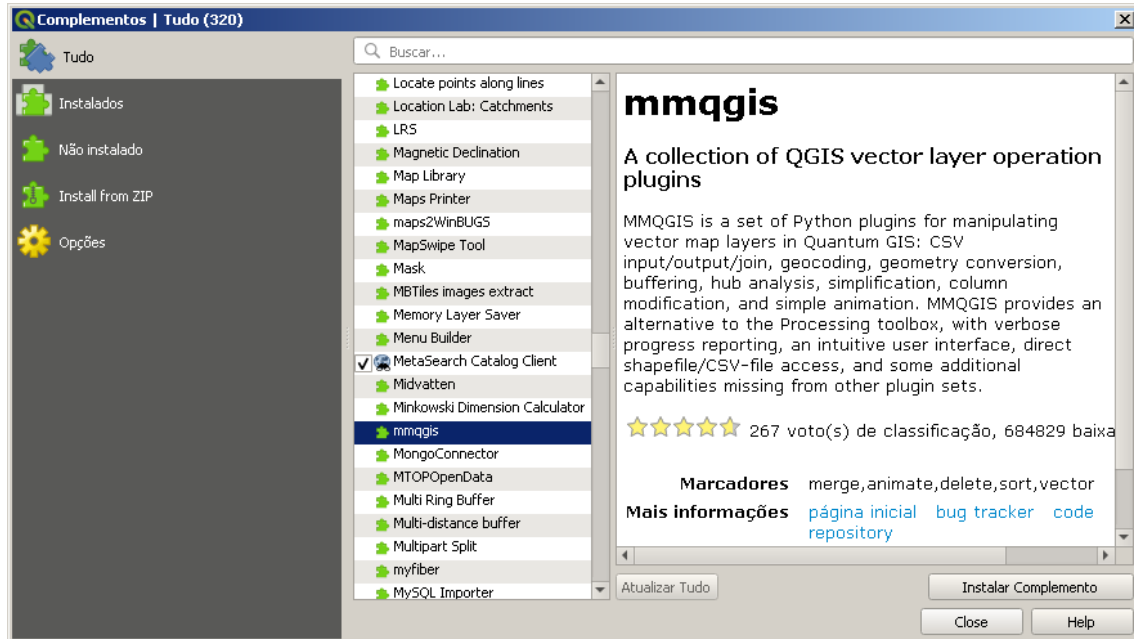 Complementos | Tudo (320)
Tudo
Instalados
Não instalado
Install from ZIP
Opções
Buscar...
Locate points along lines
Location Lab: Catchments
LRS
Magnetic Declination
Map Library
Maps Printer
maps2WinBUGS
MapSwipe Tool
Mask
MBTiles images extract
Memory Layer Saver
Menu Builder
MetaSearch Catalog Client
Midvatten
Minkowski Dimension Calculator
mmqgis
MongoConnector
MTOPOpenData
Multi Ring Buffer
Multi-distance buffer
Multipart Split
myfiber
MySQL Importer
mmqgis
A collection of QGIS vector layer operation
plugins
MMQGIS is a set of Python plugins for manipulating
vector map layers in Quantum GIS: CSV
input/output/join, geocoding, geometry conversion,
buffering, hub analysis, simplification, column
modification, and simple animation. MMQGIS provides an
alternative to the Processing toolbox, with verbose
progress reporting, an intuitive user interface, direct
shapefile/CSV-file access, and some additional
capabilities missing from other plugin sets.
267 voto(s) de classificação, 684829 baixa
Marcadores merge,animate,delete,sort,vector
Mais informações página inicial bug tracker code
repository
Atualizar Tudo
Instalar Complemento
Close
Help